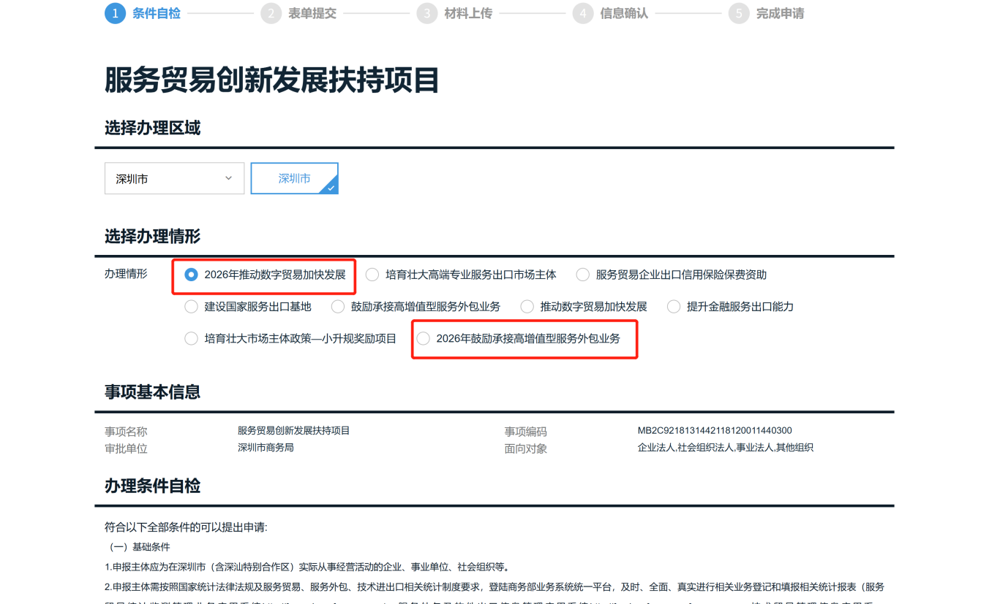 1 条件自检 2 表单提交 3 材料上传 4 信息确认 5 完成申请
服务贸易创新发展扶持项目
选择办理区域
深圳市 深圳市
选择办理情形
办理情形 2026年推动数字贸易加快发展 培育壮大高端专业服务出口市场主体 服务贸易企业出口信用保险保费资助
建设国家服务出口基地 鼓励承接高增值型服务外包业务 推动数字贸易加快发展 提升金融服务出口能力
培育壮大市场主体政策—小升规奖励项目 2026年鼓励承接高增值型服务外包业务
事项基本信息
事项名称 服务贸易创新发展扶持项目 事项编码 MB2C9218131442118120011440300
审批单位 深圳市商务局 面向对象 企业法人,社会组织法人,事业法人,其他组织
办理条件自检
符合以下全部条件的可以提出申请:
（一）基础条件
1.申报主体应为在深圳市（含深汕特别合作区）实际从事经营活动的企业、事业单位、社会组织等。
2.申报主体需按照国家统计法律法规及服务贸易、服务外包、技术进出口相关统计制度要求，登陆商务部业务系统统一平台，及时、全面、真实进行相关业务登记和填报相关统计报表（服务